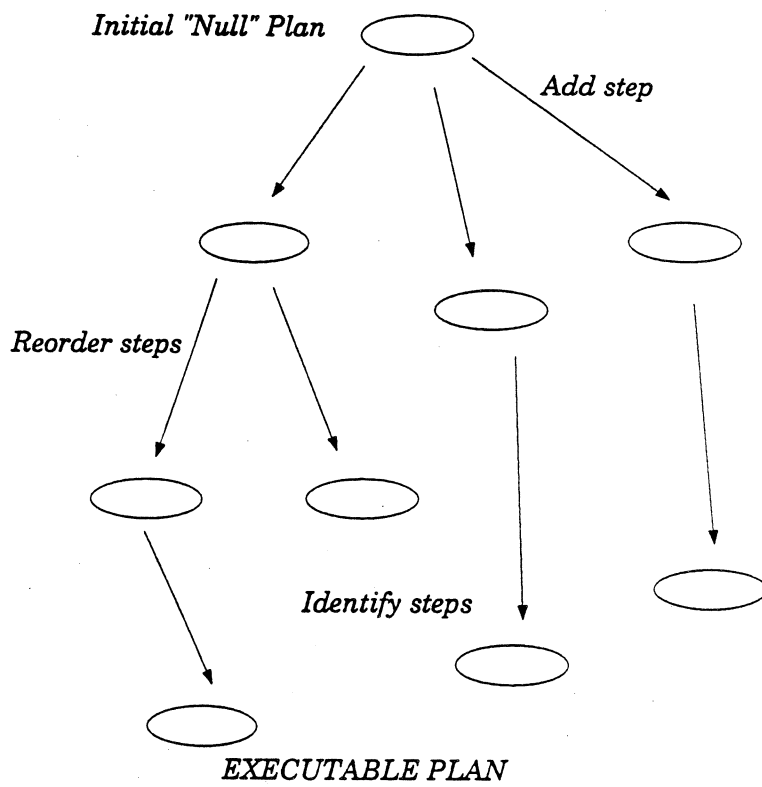 Initial "Null" Plan
Add step
Reorder steps
Identify steps
EXECUTABLE PLAN